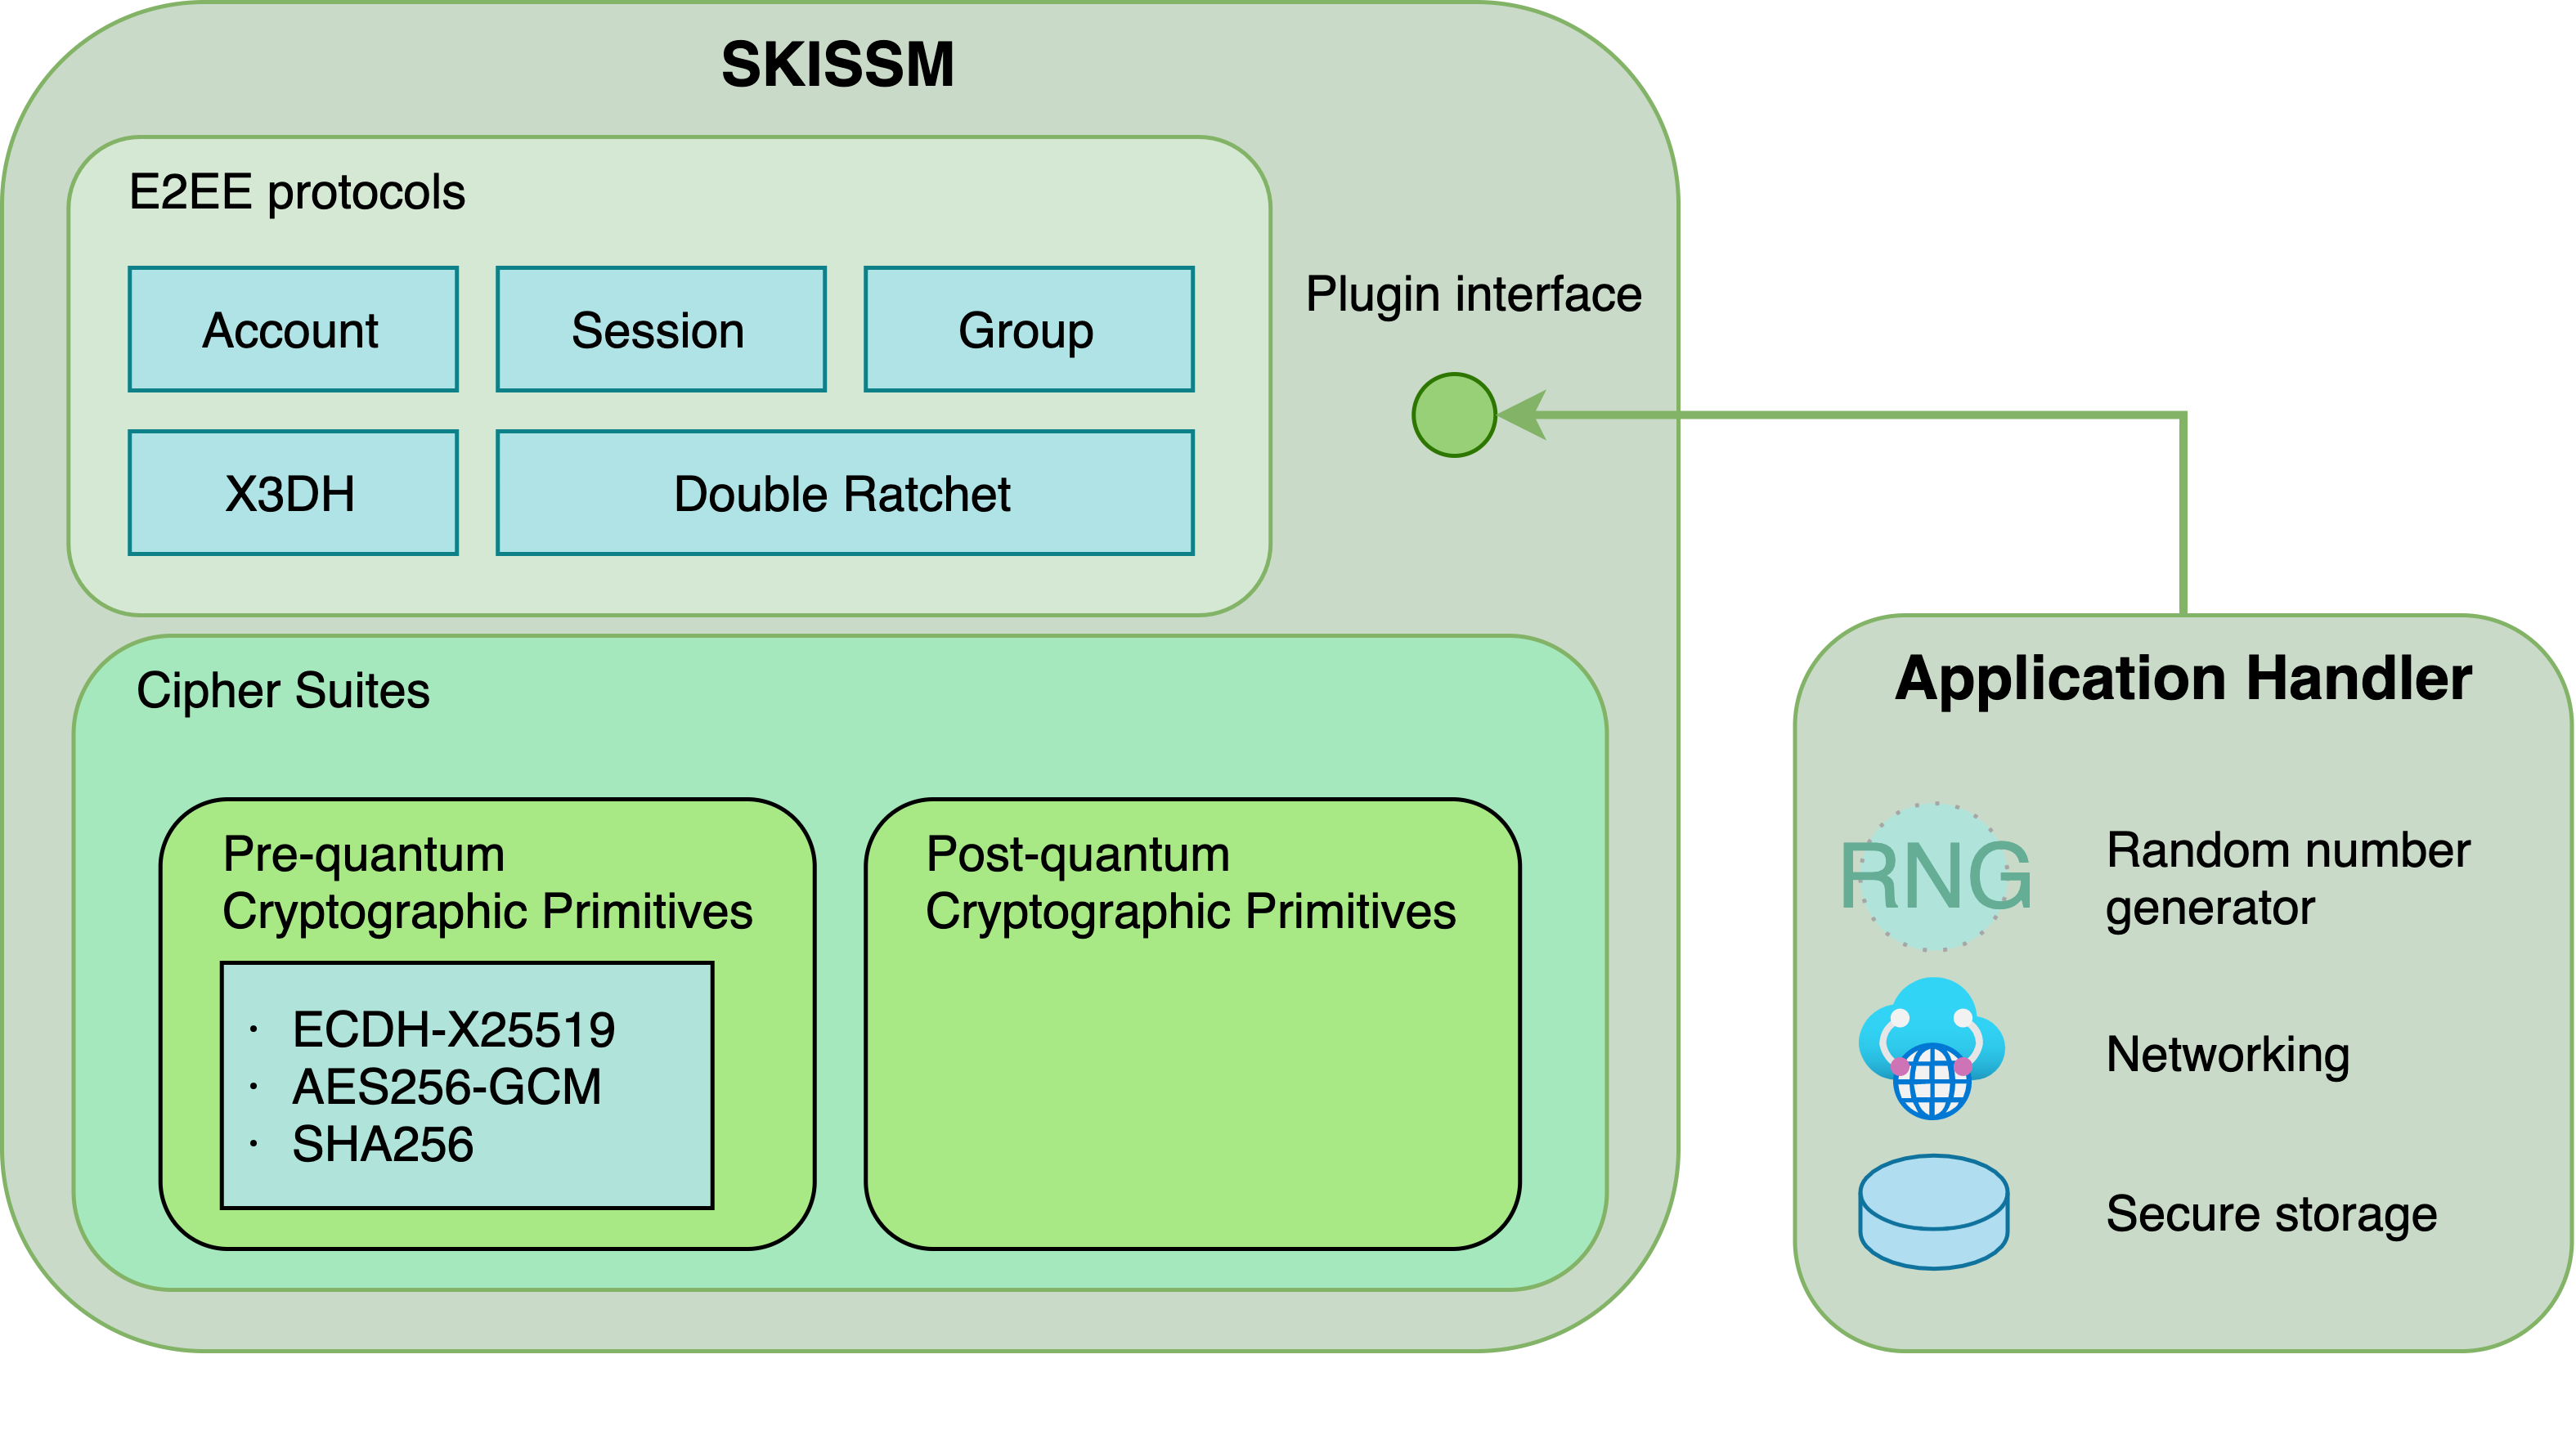 SKISSM
E2EE protocols
Account
Session
Group
X3DH
Double Ratchet
Plugin interface
Cipher Suites
Pre-quantum
Cryptographic Primitives
· ECDH-X25519
· AES256-GCM
· SHA256
Post-quantum
Cryptographic Primitives
Application Handler
RNG
Random number
generator
Networking
Secure storage